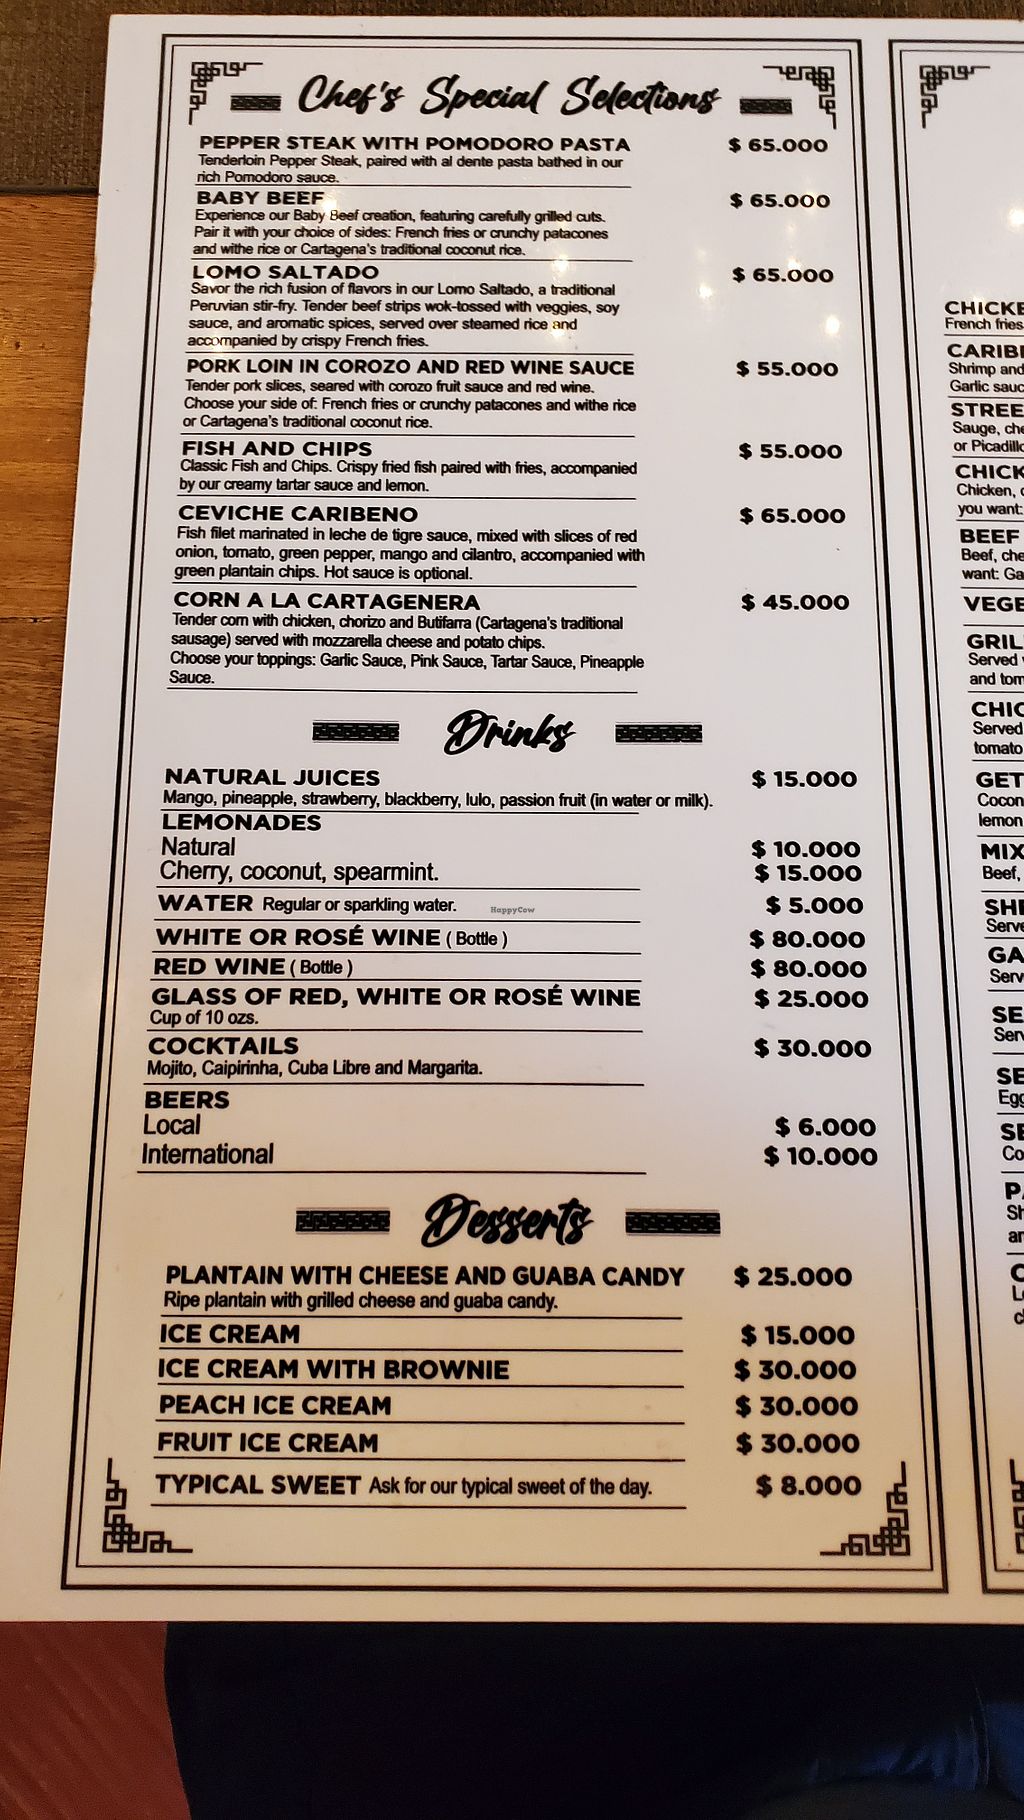 Chef's Special Selections
PEPPER STEAK WITH POMODORO PASTA $ 65.000
Tenderloin Pepper Steak, paired with al dente pasta bathed in our
rich Pomodoro sauce.
BABY BEEF $ 65.000
Experience our Baby Beef creation, featuring carefully grilled cuts.
Pair it with your choice of sides: French fries or crunchy patacones
and withe rice or Cartagena's traditional coconut rice.
LOMO SALTADO $ 65.000
Savor the rich fusion of flavors in our Lomo Saltado, a traditional
Peruvian stir-fry. Tender beef strips wok-tossed with veggies, soy
sauce, and aromatic spices, served over steamed rice and
accompanied by crispy French fries.
PORK LOIN IN COROZO AND RED WINE SAUCE $ 55.000
Tender pork slices, seared with corozo fruit sauce and red wine.
Choose your side of: French fries or crunchy patacones and withe rice
or Cartagena's traditional coconut rice.
FISH AND CHIPS $ 55.000
Classic Fish and Chips. Crispy fried fish paired with fries, accompanied
by our creamy tartar sauce and lemon.
CEVICHE CARIBENO $ 65.000
Fish filet marinated in leche de tigre sauce, mixed with slices of red
onion, tomato, green pepper, mango and cilantro, accompanied with
green plantain chips. Hot sauce is optional.
CORN A LA CARTAGENERA $ 45.000
Tender corn with chicken, chorizo and Butifarra (Cartagena's traditional
sausage) served with mozzarella cheese and potato chips.
Choose your toppings: Garlic Sauce, Pink Sauce, Tartar Sauce, Pineapple
Sauce.
Drinks
NATURAL JUICES $ 15.000
Mango, pineapple, strawberry, blackberry, lulo, passion fruit (in water or milk).
LEMONADES
Natural $ 10.000
Cherry, coconut, spearmint. $ 15.000
WATER Regular or sparkling water. $ 5.000
HappyCow
WHITE OR ROSÉ WINE ( Bottle ) $ 80.000
RED WINE ( Bottle ) $ 80.000
GLASS OF RED, WHITE OR ROSÉ WINE $ 25.000
Cup of 10 ozs.
COCKTAILS $ 30.000
Mojito, Caipirinha, Cuba Libre and Margarita.
BEERS
Local $ 6.000
International $ 10.000
Desserts
PLANTAIN WITH CHEESE AND GUABA CANDY $ 25.000
Ripe plantain with grilled cheese and guaba candy.
ICE CREAM $ 15.000
ICE CREAM WITH BROWNIE $ 30.000
PEACH ICE CREAM $ 30.000
FRUIT ICE CREAM $ 30.000
TYPICAL SWEET Ask for our typical sweet of the day. $ 8.000
French fries
Shrimp and
Garlic
Chicken,
you want:
BEEF
want:
Served
and
Served
tomato
GET
lemon
Beef,